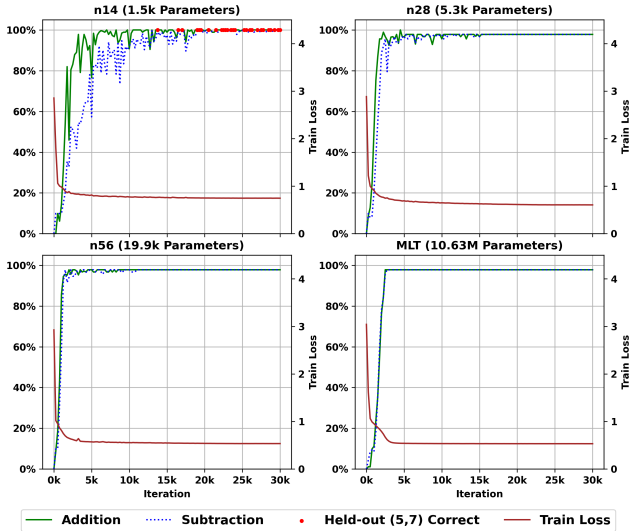 n14 (1.5k Parameters)
n28 (5.3k Parameters)
100%
80%
60%
40%
20%
0%
4
3
2
1
0
Train Loss
0k
5k
10k
15k
20k
25k
30k
100%
80%
60%
40%
20%
0%
4
3
2
1
0
Train Loss
0k
5k
10k
15k
20k
25k
30k
n56 (19.9k Parameters)
MLT (10.63M Parameters)
100%
80%
60%
40%
20%
0%
4
3
2
1
0
Train Loss
0k
5k
10k
15k
20k
25k
30k
Iteration
100%
80%
60%
40%
20%
0%
4
3
2
1
0
Train Loss
0k
5k
10k
15k
20k
25k
30k
Iteration
Addition
Subtraction
Held-out (5,7) Correct
Train Loss